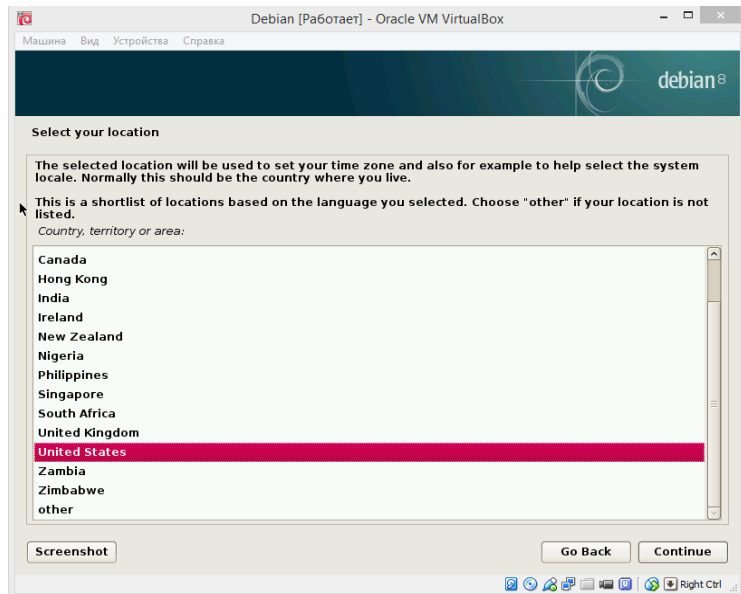 Debian [Работает] - Oracle VM VirtualBox
Машина Вид Устройства Справка
debian 8
Select your location
The selected location will be used to set your time zone and also for example to help select the system
locale. Normally this should be the country where you live.
This is a shortlist of locations based on the language you selected. Choose "other" if your location is not
listed.
Country, territory or area:
Canada
Hong Kong
India
Ireland
New Zealand
Nigeria
Philippines
Singapore
South Africa
United Kingdom
United States
Zambia
Zimbabwe
other
Screenshot Go Back Continue
Right Ctrl